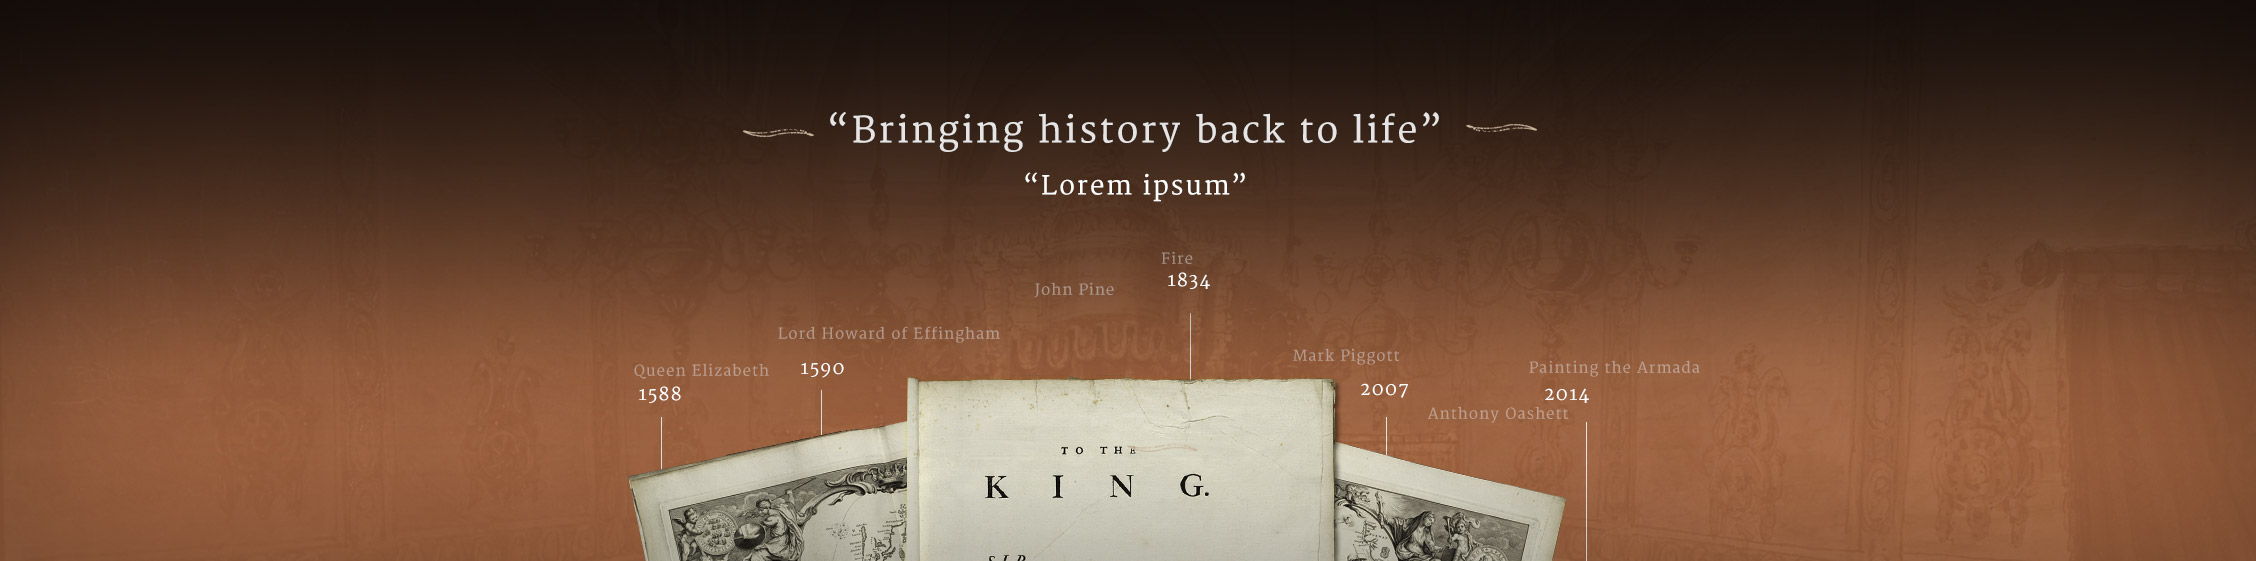 “Bringing history back to life”
“Lorem ipsum”
Fire
1834
John Pine
Lord Howard of Effingham
1590
Queen Elizabeth
1588
Mark Piggott
2007
Painting the Armada
2014
Anthony Oashett
TO THE
KING.
SIR